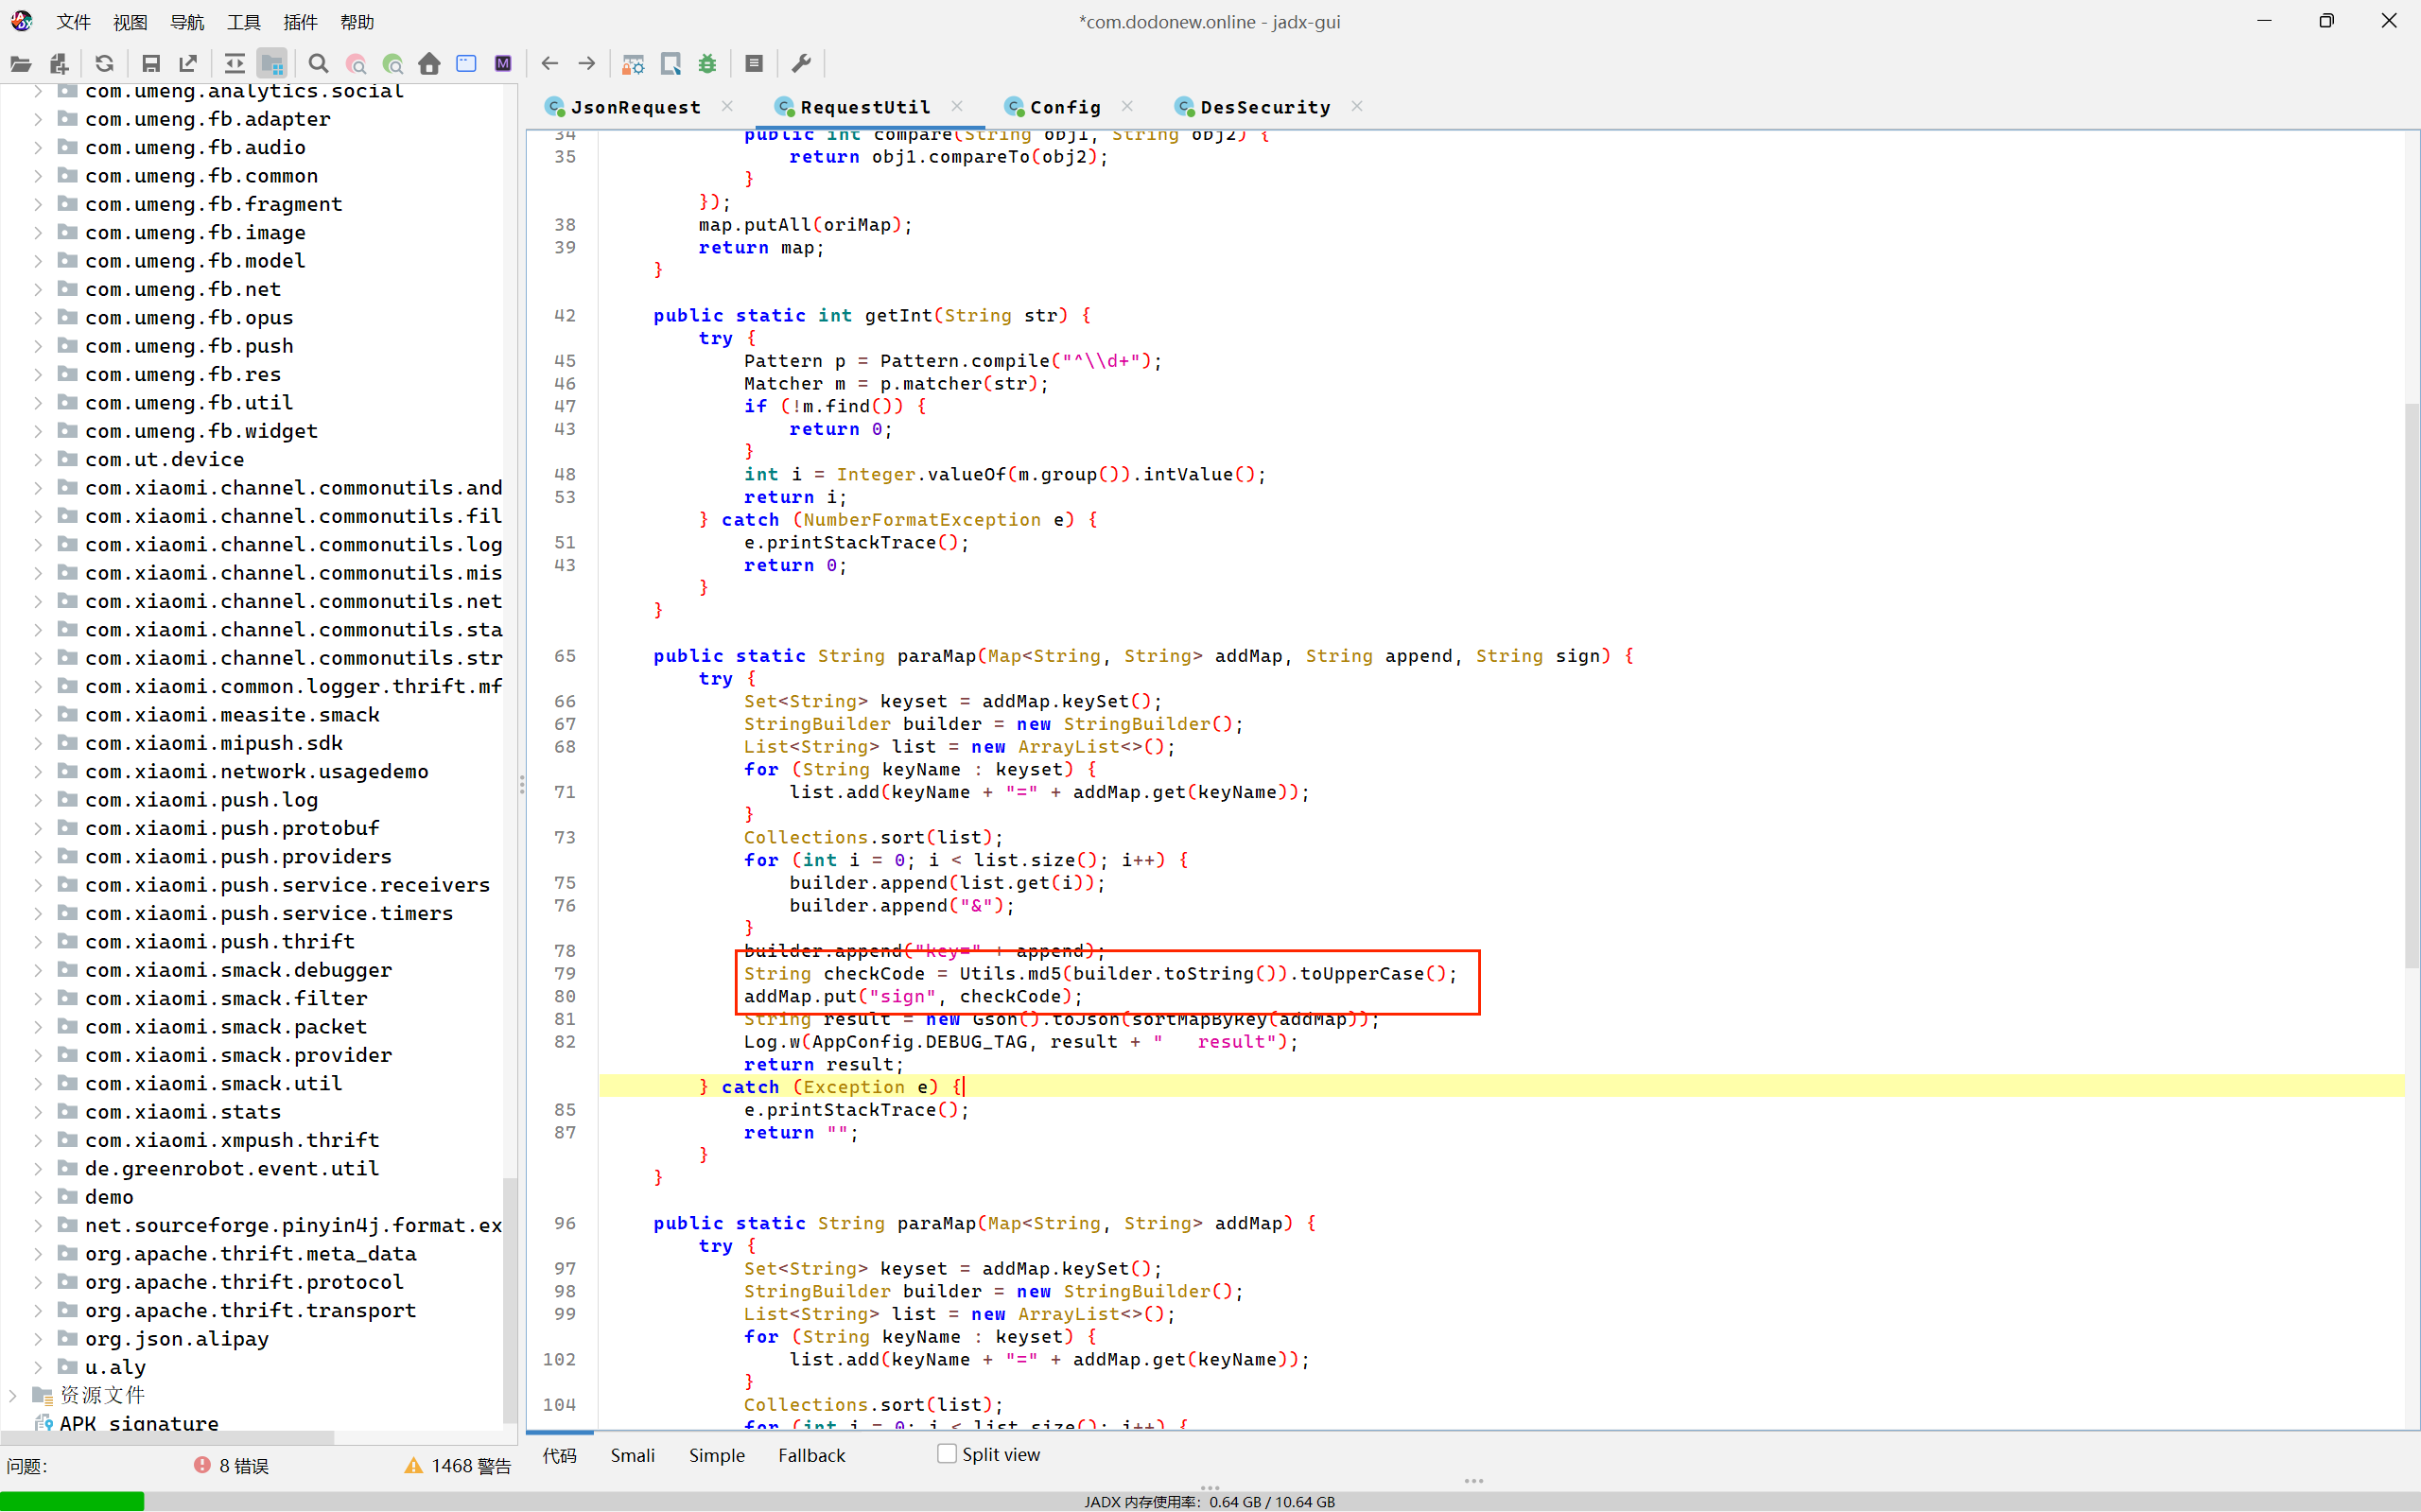 文件 视图 导航 工具 插件 帮助 *com.dodonew.online - jadx-gui
com.umeng.analytics.social
com.umeng.fb.adapter
com.umeng.fb.audio
com.umeng.fb.common
com.umeng.fb.fragment
com.umeng.fb.image
com.umeng.fb.model
com.umeng.fb.net
com.umeng.fb.opus
com.umeng.fb.push
com.umeng.fb.res
com.umeng.fb.util
com.umeng.fb.widget
com.ut.device
com.xiaomi.channel.commonutils.and
com.xiaomi.channel.commonutils.fil
com.xiaomi.channel.commonutils.log
com.xiaomi.channel.commonutils.mis
com.xiaomi.channel.commonutils.net
com.xiaomi.channel.commonutils.sta
com.xiaomi.channel.commonutils.str
com.xiaomi.common.logger.thrift.mf
com.xiaomi.measite.smack
com.xiaomi.mipush.sdk
com.xiaomi.network.usagedemo
com.xiaomi.push.log
com.xiaomi.push.protobuf
com.xiaomi.push.providers
com.xiaomi.push.service.receivers
com.xiaomi.push.service.timers
com.xiaomi.push.thrift
com.xiaomi.smack.debugger
com.xiaomi.smack.filter
com.xiaomi.smack.packet
com.xiaomi.smack.provider
com.xiaomi.smack.util
com.xiaomi.stats
com.xiaomi.xmpush.thrift
de.greenrobot.event.util
demo
net.sourceforge.pinyin4j.format.ex
org.apache.thrift.meta_data
org.apache.thrift.protocol
org.apache.thrift.transport
org.json.alipay
u.aly
资源文件
APK signature
问题: 8 错误 1468 警告
JsonRequest RequestUtil Config DesSecurity
34 public int compare(String obj1, String obj2) {
35 return obj1.compareTo(obj2);
}
});
38 map.putAll(oriMap);
39 return map;
}
42 public static int getInt(String str) {
try {
45 Pattern p = Pattern.compile("^\\d+");
46 Matcher m = p.matcher(str);
47 if (!m.find()) {
43 return 0;
}
48 int i = Integer.valueOf(m.group()).intValue();
53 return i;
} catch (NumberFormatException e) {
51 e.printStackTrace();
43 return 0;
}
}
65 public static String paraMap(Map<String, String> addMap, String append, String sign) {
try {
66 Set<String> keyset = addMap.keySet();
67 StringBuilder builder = new StringBuilder();
68 List<String> list = new ArrayList<>();
for (String keyName : keyset) {
71 list.add(keyName + "=" + addMap.get(keyName));
}
73 Collections.sort(list);
for (int i = 0; i < list.size(); i++) {
75 builder.append(list.get(i));
76 builder.append("&");
}
78 builder.append("key=" + append);
79 String checkCode = Utils.md5(builder.toString()).toUpperCase();
80 addMap.put("sign", checkCode);
81 String result = new Gson().toJson(sortMapByKey(addMap));
82 Log.w(AppConfig.DEBUG_TAG, result + "   result");
return result;
} catch (Exception e) {
85 e.printStackTrace();
87 return "";
}
}
96 public static String paraMap(Map<String, String> addMap) {
try {
97 Set<String> keyset = addMap.keySet();
98 StringBuilder builder = new StringBuilder();
99 List<String> list = new ArrayList<>();
for (String keyName : keyset) {
102 list.add(keyName + "=" + addMap.get(keyName));
}
104 Collections.sort(list);
for (int i = 0; i < list.size(); i++) {
代码 Smali Simple Fallback Split view
JADX 内存使用率: 0.64 GB / 10.64 GB